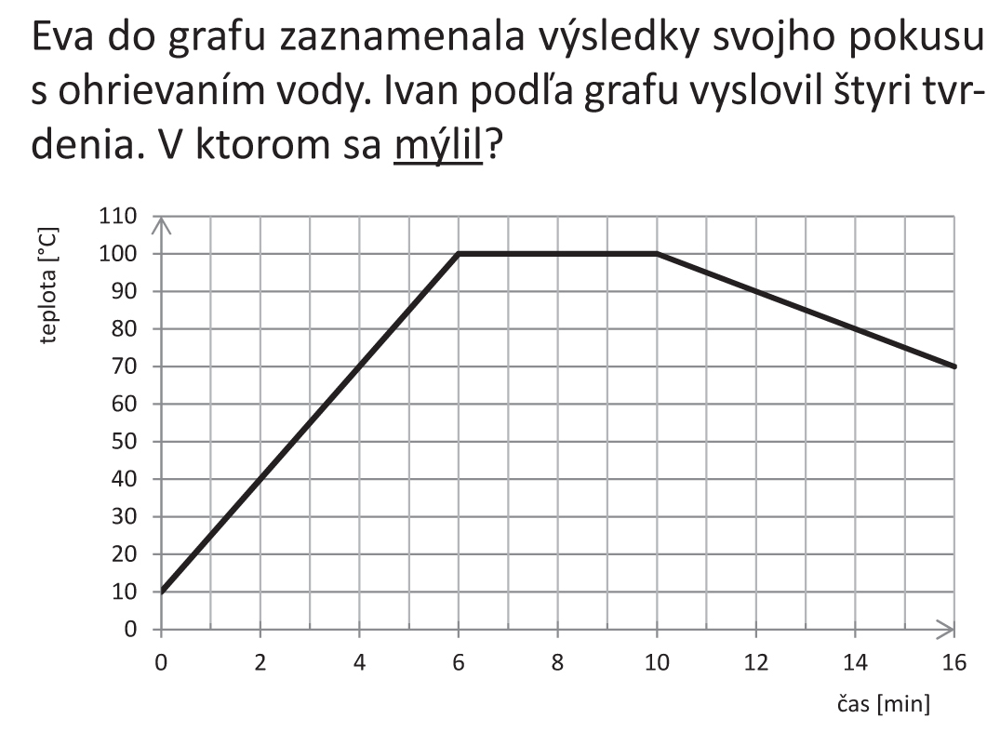 Eva do grafu zaznamenala výsledky svojho pokusu
s ohrievaním vody. Ivan podľa grafu vyslovil štyri tvr-
denia. V ktorom sa mýlil?
teplota [°C]
110
100
90
80
70
60
50
40
30
20
10
0
0 2 4 6 8 10 12 14 16
čas [min]